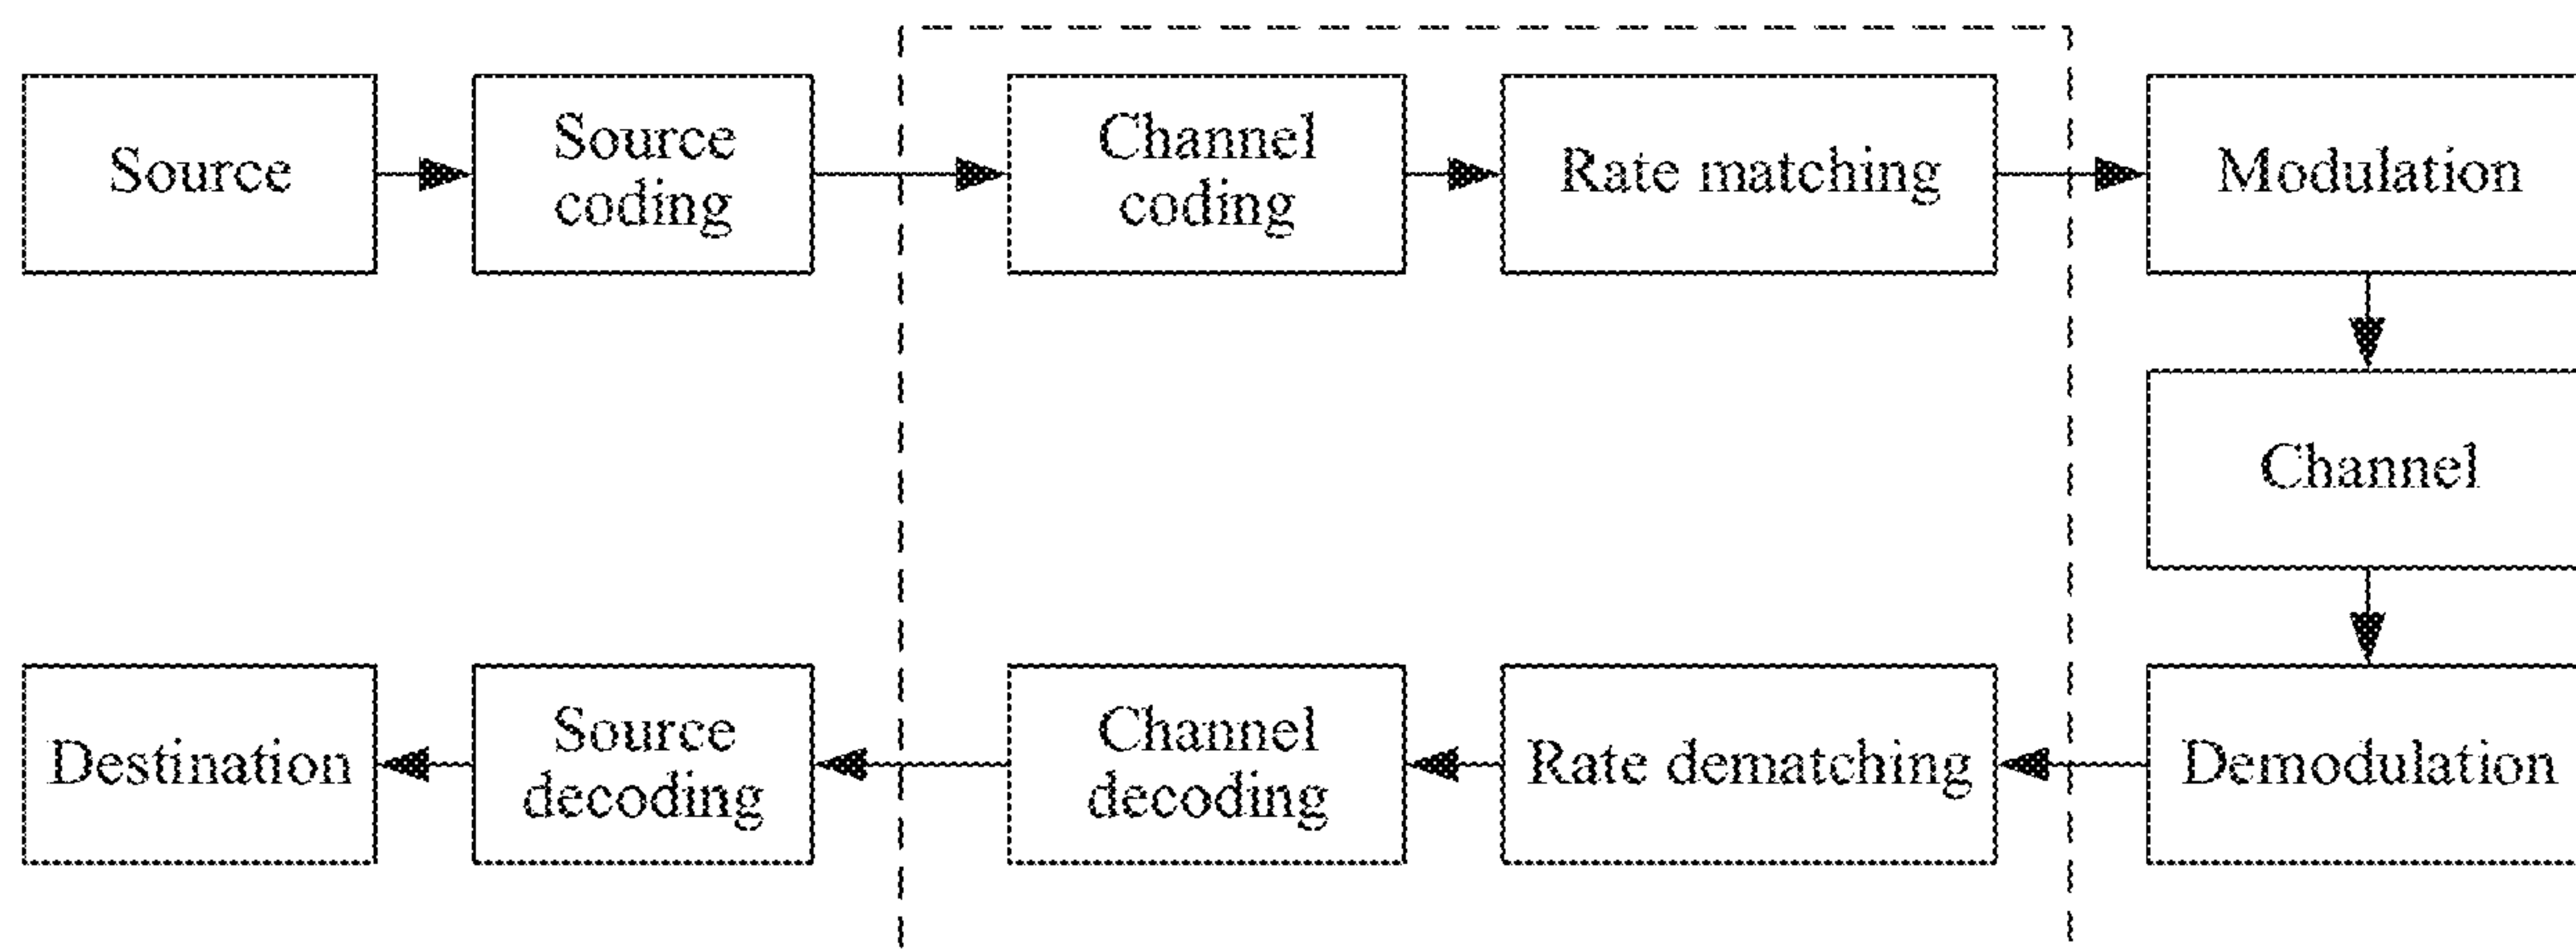 Source
Source
coding
Channel
coding
Rate matching
Modulation
Channel
Destination
Source
decoding
Channel
decoding
Rate dematching
Demodulation